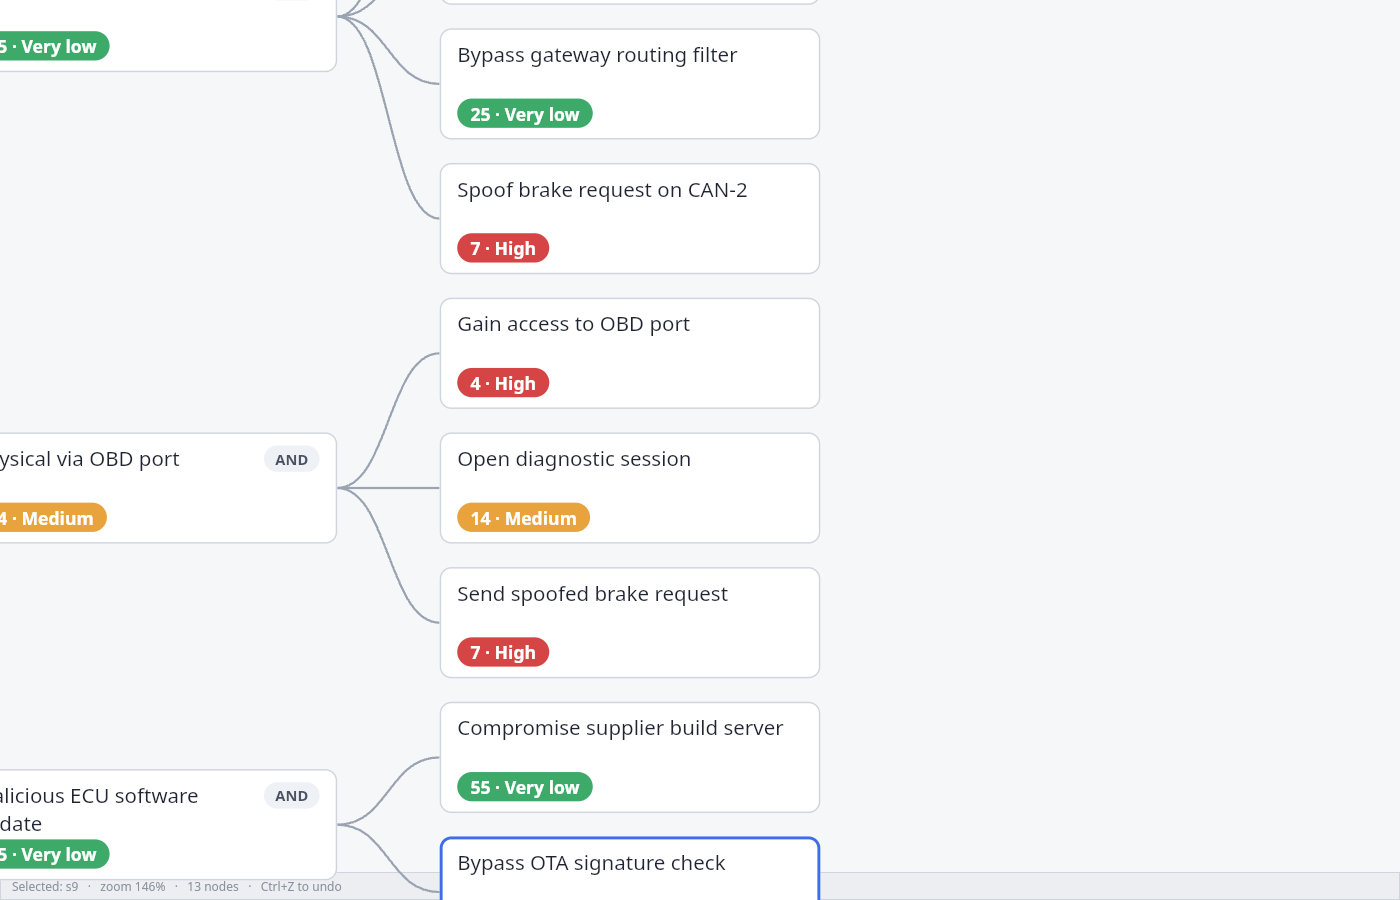 5 · Very low
Bypass gateway routing filter
25 · Very low
Spoof brake request on CAN-2
7 · High
Gain access to OBD port
4 · High
ysical via OBD port
AND
4 · Medium
Open diagnostic session
14 · Medium
Send spoofed brake request
7 · High
Compromise supplier build server
55 · Very low
alicious ECU software
date
AND
5 · Very low
Bypass OTA signature check
Selected: s9 · zoom 146% · 13 nodes · Ctrl+Z to undo